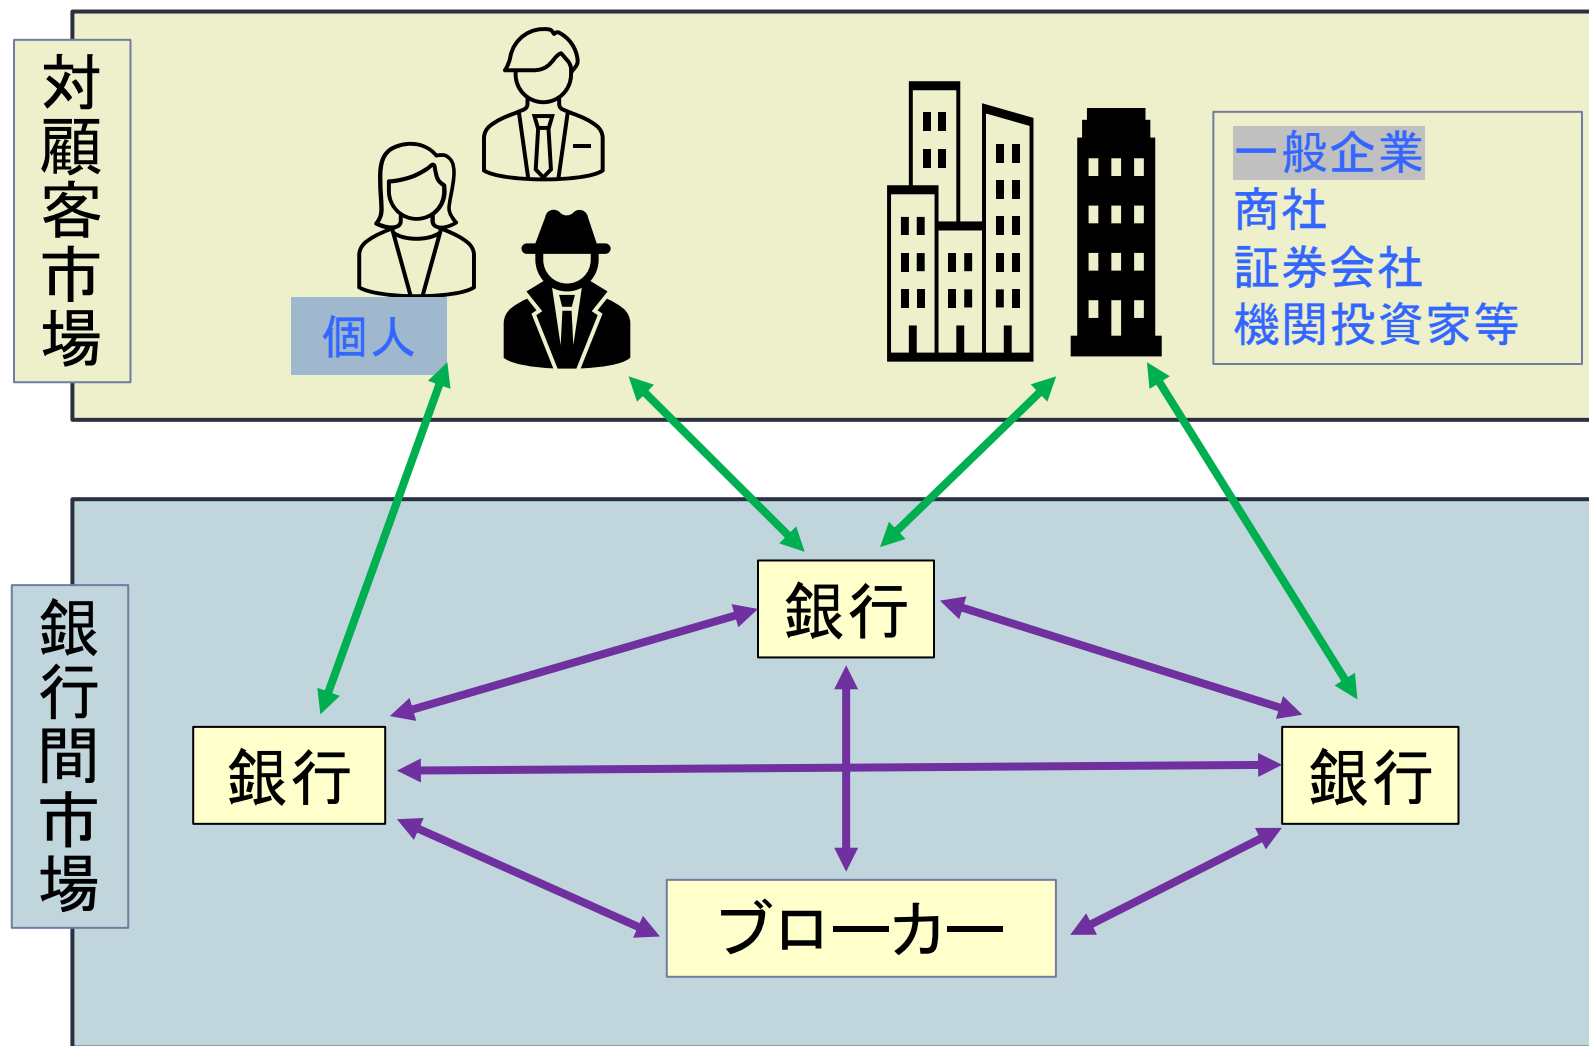 対顧客市場
個人
一般企業
商社
証券会社
機関投資家等
銀行間市場
銀行
銀行
銀行
ブローカー